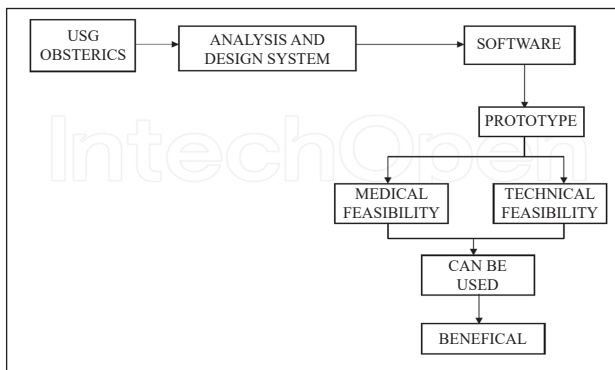 USG
OBSTERICS
ANALYSIS AND
DESIGN SYSTEM
SOFTWARE
PROTOTYPE
IntechOpen
MEDICAL
FEASIBILITY
TECHNICAL
FEASIBILITY
CAN BE
USED
BENEFICAL